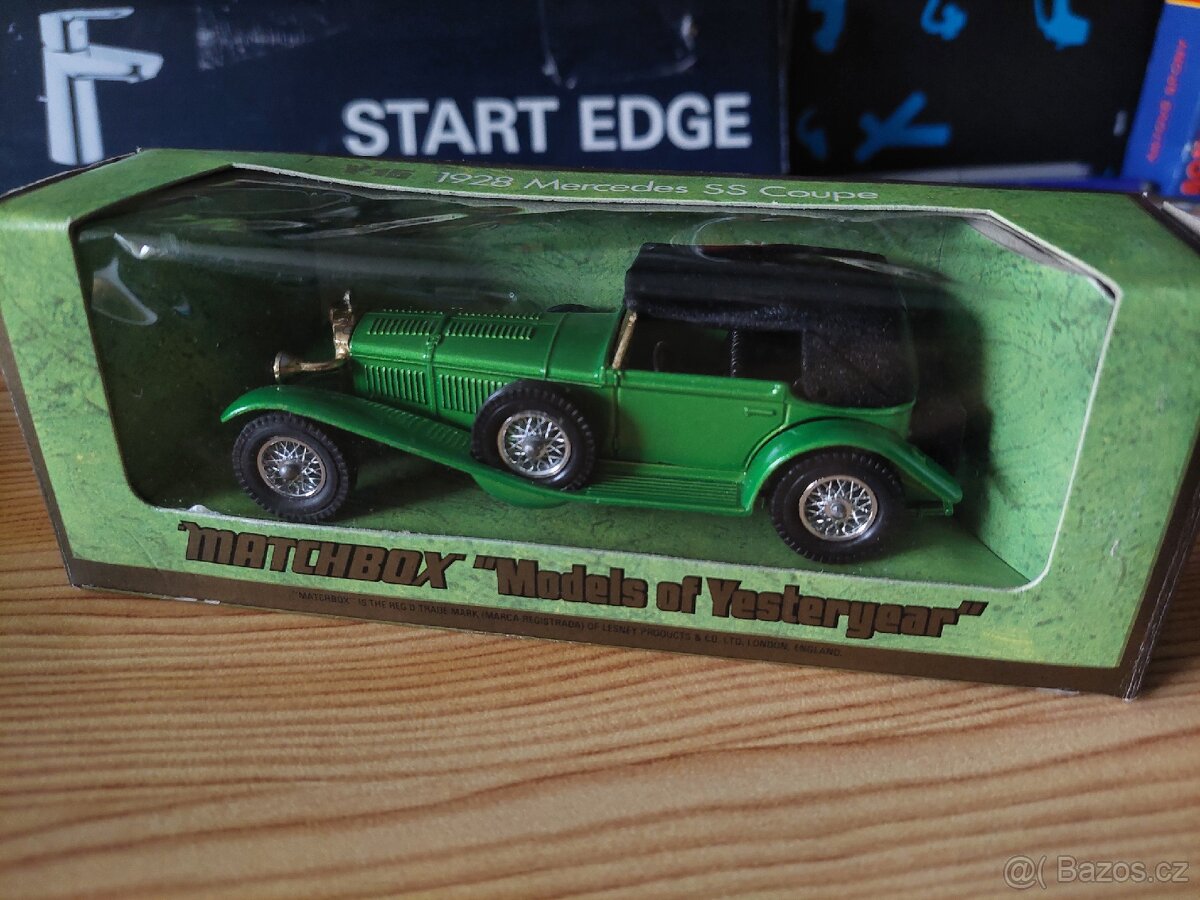 START EDGE
Y-16 1928 Mercedes SS Coupe
"MATCHBOX" "Models of Yesteryear"
"MATCHBOX" IS THE REG'D TRADE MARK (MARCA REGISTRADA) OF LESNEY PRODUCTS & CO. LTD. LONDON, ENGLAND.
@( Bazos.cz